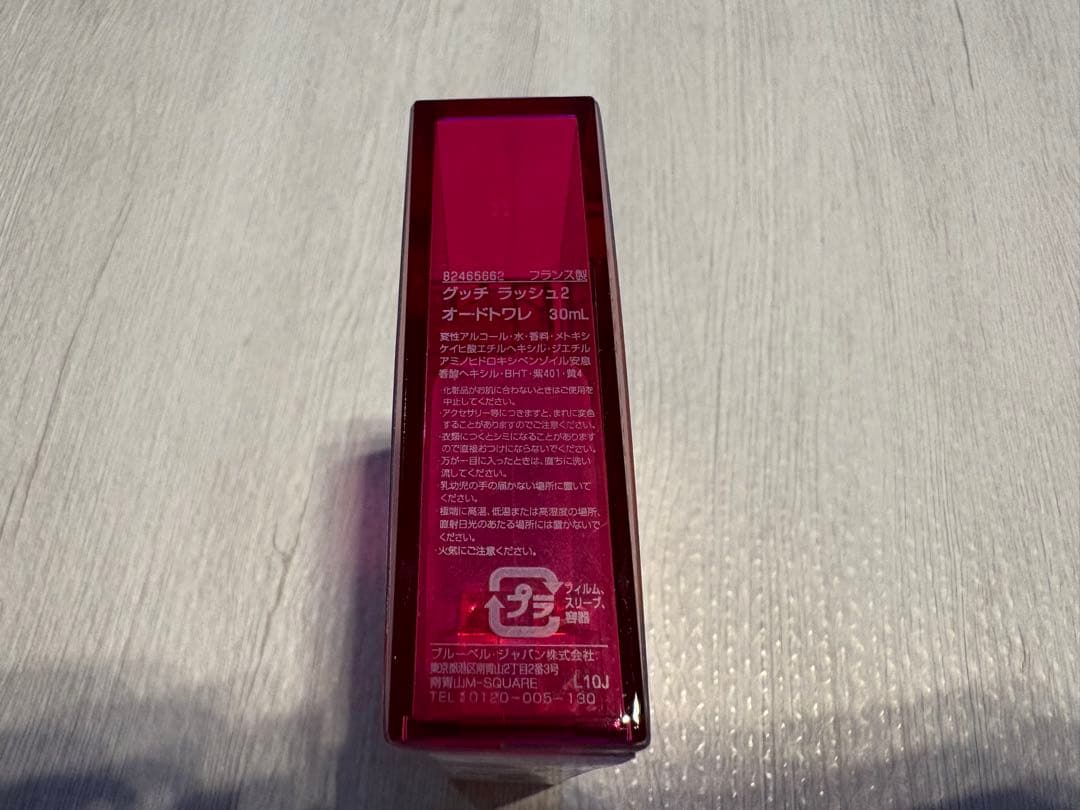 B2465662 フランス製
グッチ ラッシュ2
オードトワレ 30mL
変性アルコール・水・香料・メトキシ
ケイヒ酸エチルヘキシル・ジエチル
アミノヒドロキシベンゾイル安息
香酸ヘキシル・BHT・紫401・黄4
・化粧品がお肌に合わないときはご使用を
中止してください。
・アクセサリー等につきますと、まれに変色
することがありますのでご注意ください。
・衣類につくとシミになることがあります
ので直接おつけにならないでください。
・万が一目に入ったときは、直ちに洗い
流してください。
・乳幼児の手の届かない場所に置いて
ください。
・極端に高温、低温または高湿度の場所、
直射日光のあたる場所には置かないで
ください。
・火気にご注意ください。
プラ
フィルム、
スリーブ、
容器
ブルーベル・ジャパン株式会社
東京都港区南青山2丁目2番3号
南青山M-SQUARE L10J
TEL:0120-005-130